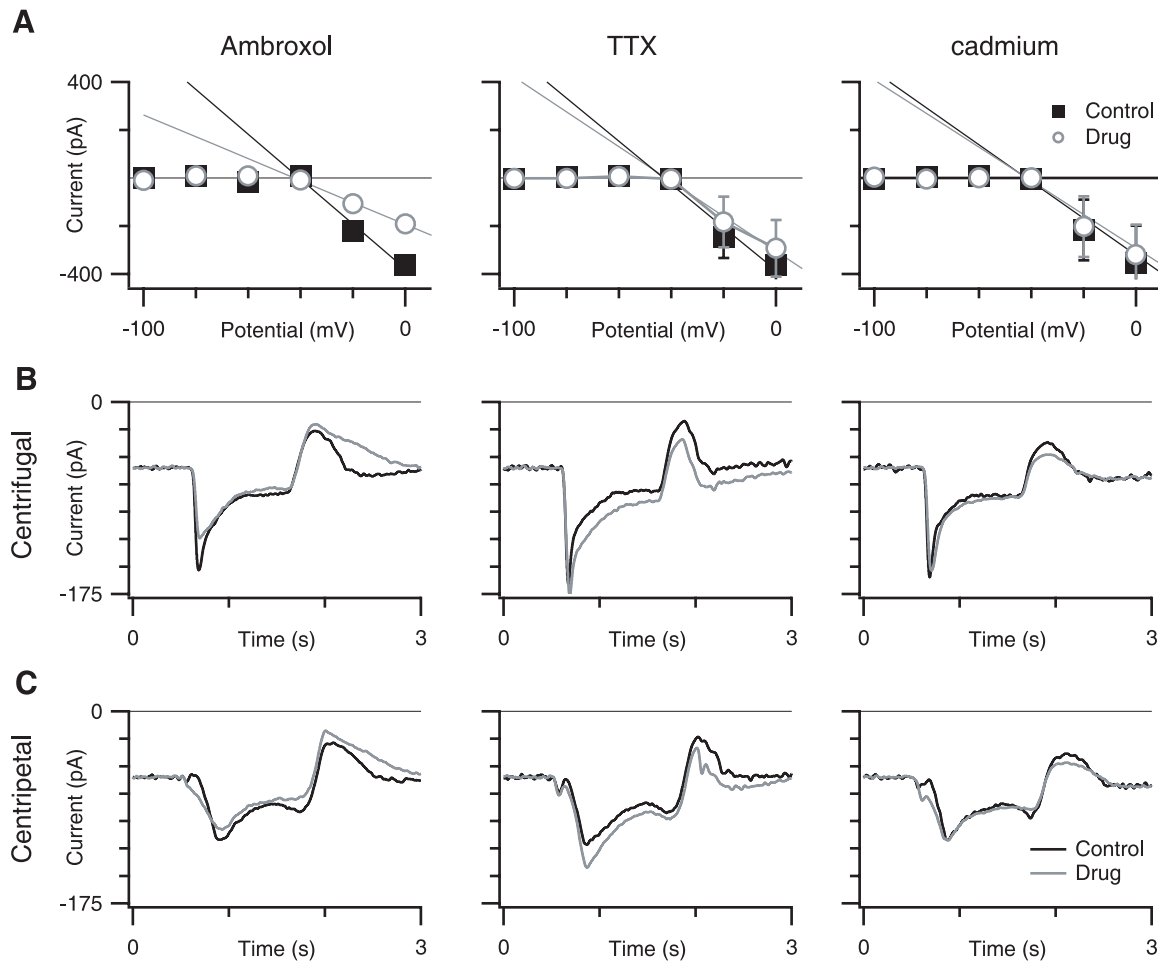 A
Ambroxol
TTX
cadmium
400
Control
Drug
Current (pA)
-400
-100
Potential (mV)
0
-100
Potential (mV)
0
-100
Potential (mV)
0
B
Centrifugal
0
Current (pA)
-175
0
Time (s)
3
0
Time (s)
3
0
Time (s)
3
C
Centripetal
0
Current (pA)
Control
Drug
-175
0
Time (s)
3
0
Time (s)
3
0
Time (s)
3